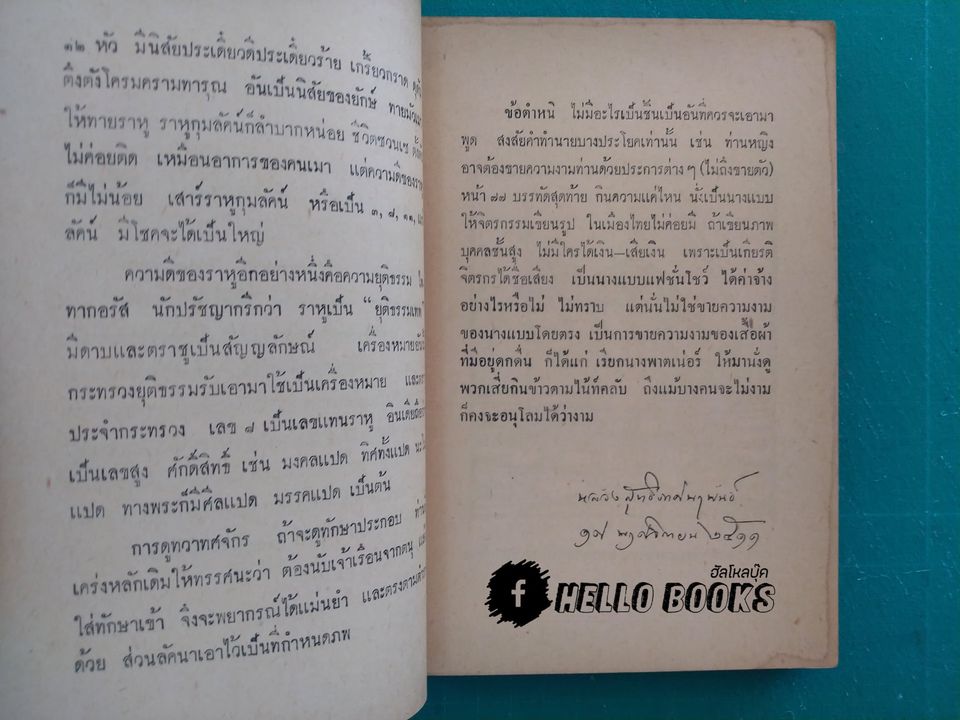 ๑๒ หัว มีนิสัยประเดี๋ยวดีประเดี๋ยวร้าย เกรี้ยวกราด
ตึงตังโครมครามทารุณ อันเป็นนิสัยของยักษ์
ให้ทายราหู ราหูกุมลัคน์ก็ลำบากหน่อย ชีวิตซวนเซ
ไม่ค่อยติด เหมือนอาการของคนเมา แต่ความดีของรา
ก็มีไม่น้อย เสาร์ราหูกุมลัคน์ หรือเป็น ๓, ๘, ๑๑,
ลัคน์ มีโชคจะได้เป็นใหญ่
ความดีของราหูอีกอย่างหนึ่งคือความยุติธรรม
ทากอรัส นักปรัชญากรีกว่า ราหูเป็น “ยุติธรรมเทพ”
มีดาบและตราชูเป็นสัญญลักษณ์ เครื่องหมาย
กระทรวงยุติธรรมรับเอามาใช้เป็นเครื่องหมาย
ประจำกระทรวง เลข ๘ เป็นเลขแทนราหู
เป็นเลขสูง ศักดิ์สิทธิ์ เช่น มงคลแปด ทิศทั้งแปด
แปด ทางพระก็มีศีลแปด มรรคแปด เป็นต้น
การดูทวาทศจักร ถ้าจะดูทักษาประกอบ
เคร่งหลักเดิมให้ทรรศนะว่า ต้องนับเจ้าเรือนจากตนุ
ใส่ทักษาเข้า จึงจะพยากรณ์ได้แม่นยำ และตรงตาม
ด้วย ส่วนลัคนาเอาไว้เป็นที่กำหนดภพ
ข้อตำหนิ ไม่มีอะไรเป็นชิ้นเป็นอันที่ควรจะเอามา
พูด สงสัยคำทำนายบางประโยคเท่านั้น เช่น ท่านหญิง
อาจต้องขายความงามท่านด้วยประการต่าง ๆ (ไม่ถึงขายตัว)
หน้า ๗๗ บรรทัดสุดท้าย กินความแค่ไหน นั่งเป็นนางแบบ
ให้จิตรกรรมเขียนรูป ในเมืองไทยไม่ค่อยมี ถ้าเขียนภาพ
บุคคลชั้นสูง ไม่มีใครได้เงิน—เสียเงิน เพราะเป็นเกียรติ
จิตรกรได้ชื่อเสียง เป็นนางแบบแฟชั่นโชว์ ได้ค่าจ้าง
อย่างไรหรือไม่ ไม่ทราบ แต่นั่นไม่ใช่ขายความงาม
ของนางแบบโดยตรง เป็นการขายความงามของเสื้อผ้า
ที่มีอยู่ดกดื่น ก็ได้แก่ เรียกนางพาตเน่อร์ ให้มานั่งดู
พวกเสี่ยกินข้าวตามไน้ท์คลับ ถึงแม้บางคนจะไม่งาม
ก็คงจะอนุโลมได้ว่างาม
หลวง
๑๗ พฤศจิกายน ๒๕๑๑
ฮัลโหลบุ๊ค
f HELLO BOOKS